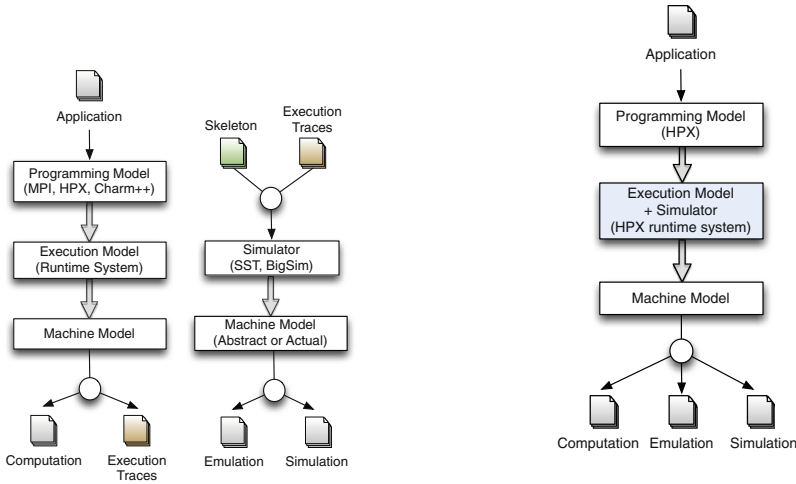 Application
Programming Model
(MPI, HPX, Charm++)
Execution Model
(Runtime System)
Machine Model
Computation
Execution
Traces
Skeleton
Execution
Traces
Simulator
(SST, BigSim)
Machine Model
(Abstract or Actual)
Emulation
Simulation
Application
Programming Model
(HPX)
Execution Model
+ Simulator
(HPX runtime system)
Machine Model
Computation
Emulation
Simulation